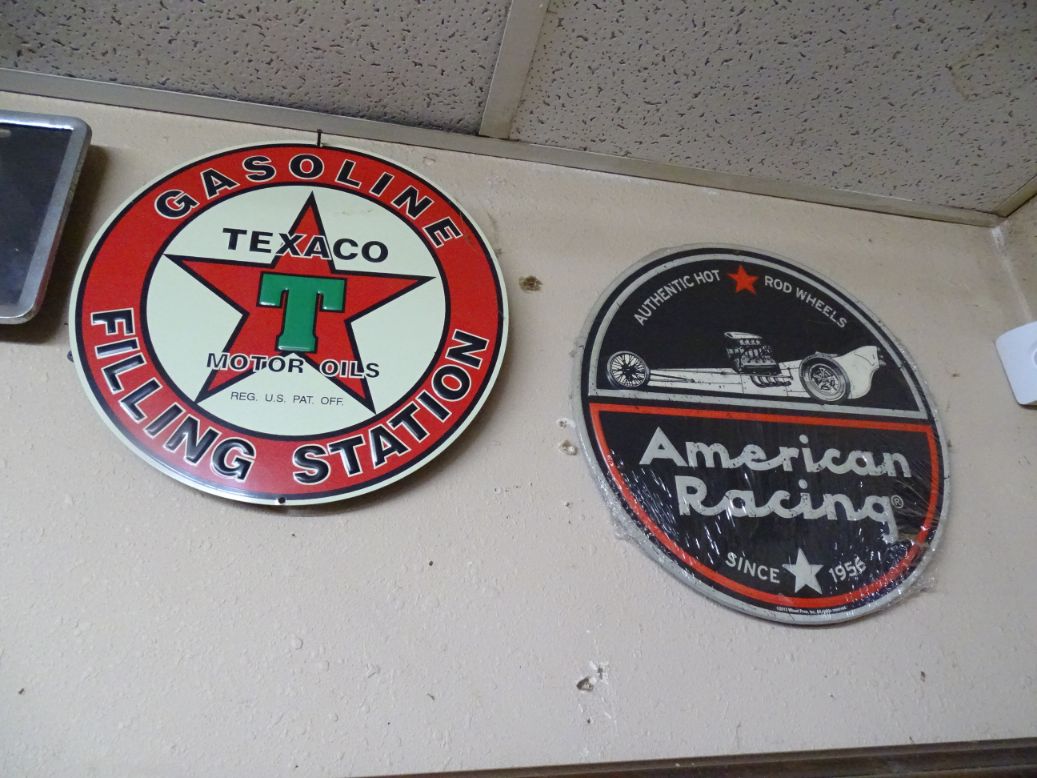 GASOLINE
TEXACO
T
MOTOR OILS
REG. U.S. PAT. OFF.
FILLING STATION
AUTHENTIC HOT ROD WHEELS
American
Racing®
SINCE 1956